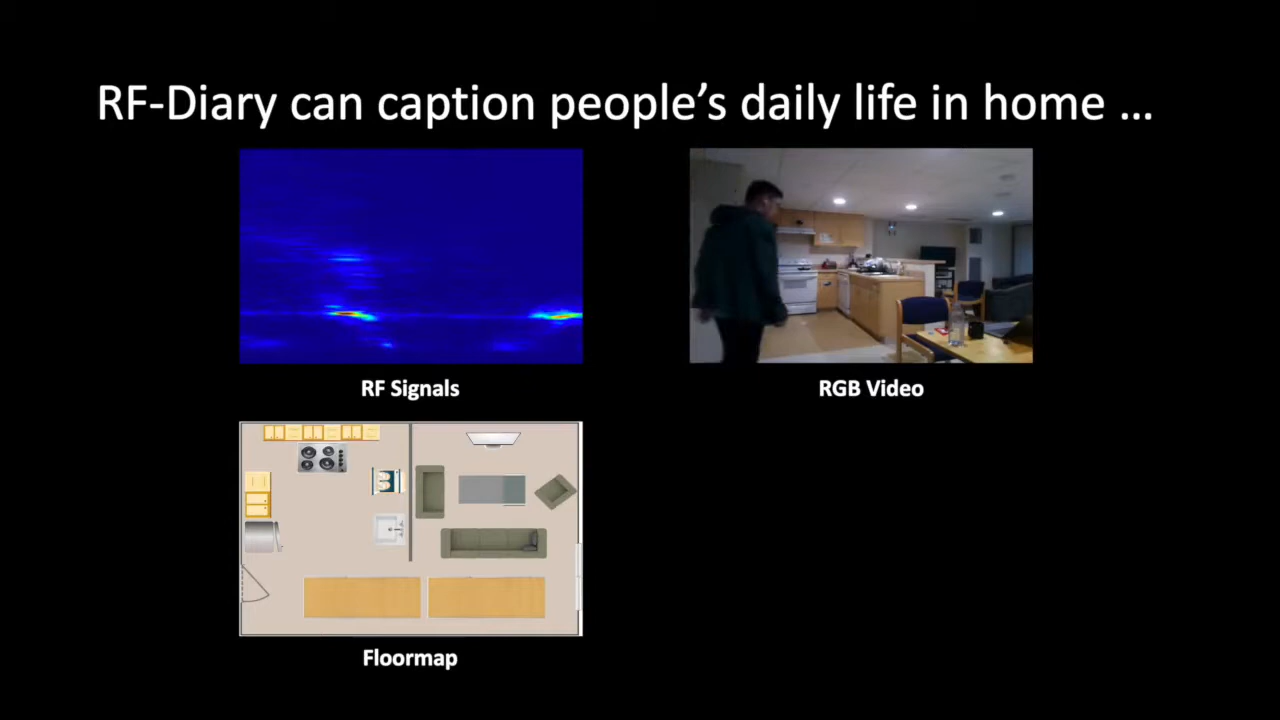 RF-Diary can caption people's daily life in home ...
RF Signals
RGB Video
Floormap